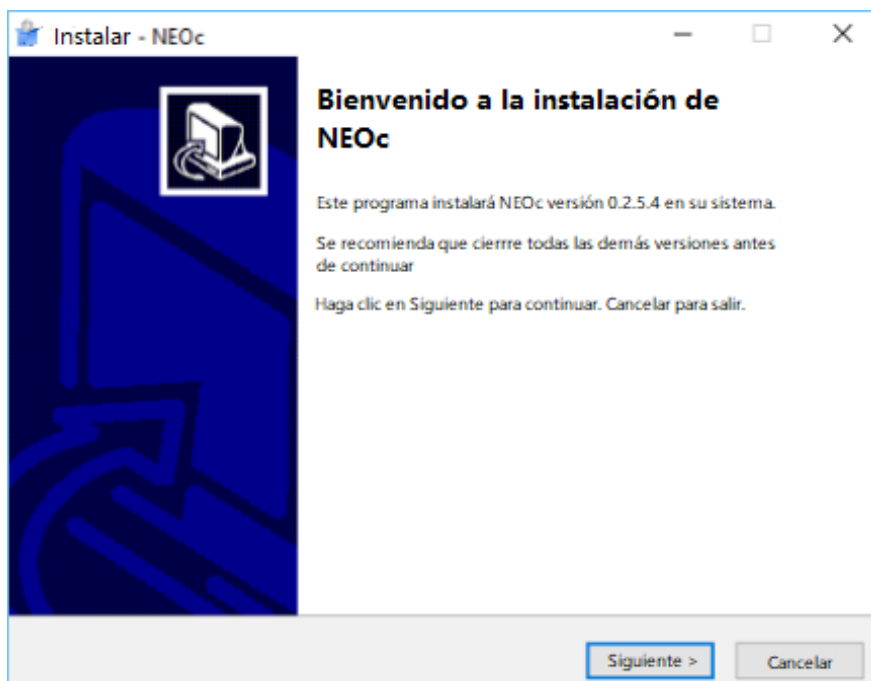 Instalar - NEOc
Bienvenido a la instalación de
NEOc
Este programa instalará NEOc versión 0.2.5.4 en su sistema.
Se recomienda que cierrre todas las demás versiones antes
de continuar
Haga clic en Siguiente para continuar. Cancelar para salir.
Siguiente >
Cancelar